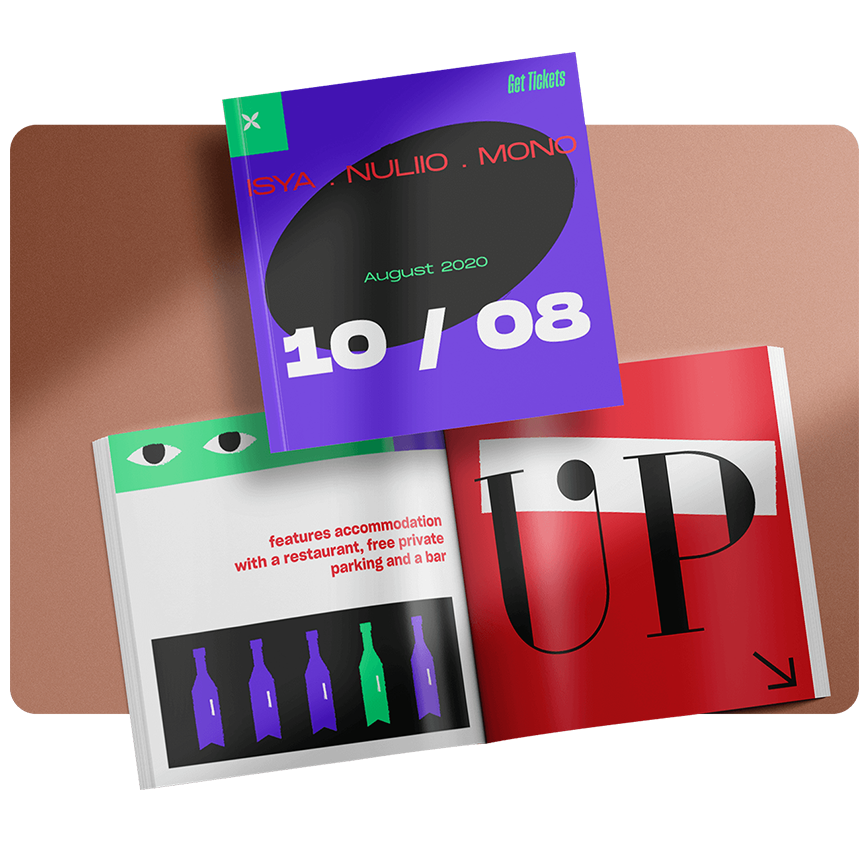 Get Tickets
ISYA . NULIIO . MONO
August 2020
10 / 08
features accommodation
with a restaurant, free private
parking and a bar
UP